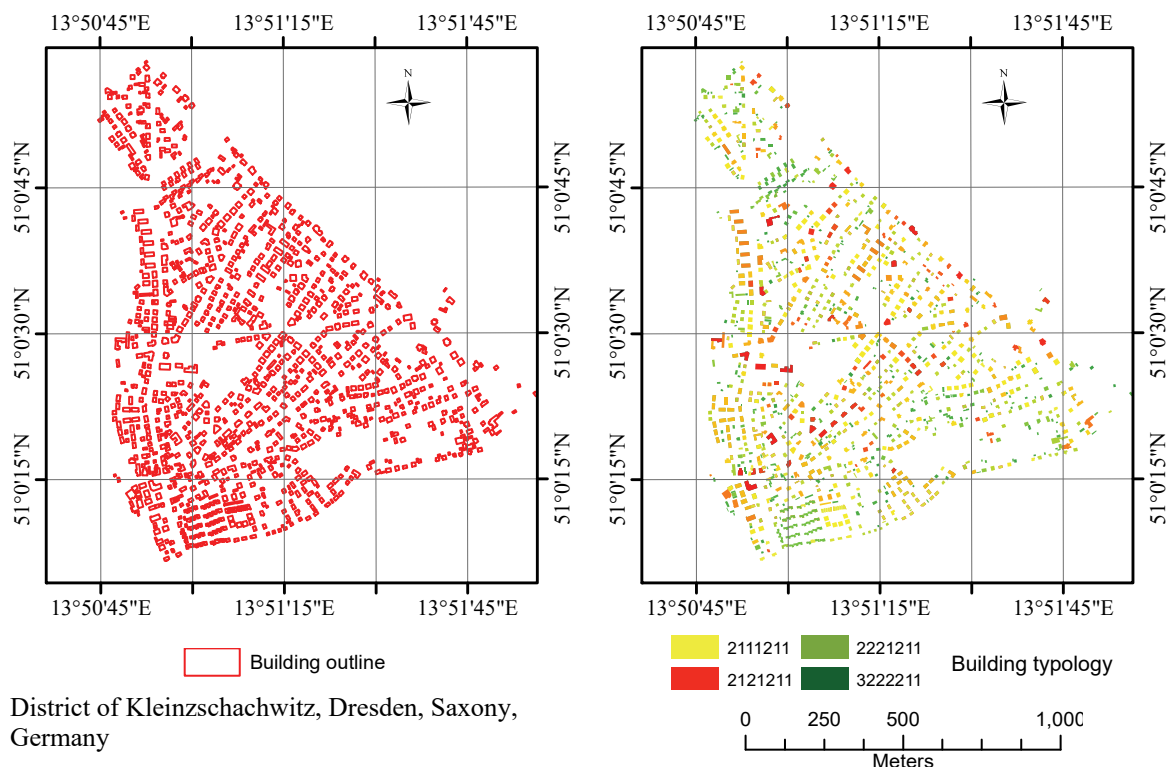 13°50'45"E 13°51'15"E 13°51'45"E 13°50'45"E 13°51'15"E 13°51'45"E
N N
51°0'45"N 51°0'45"N 51°0'45"N 51°0'45"N
51°0'30"N 51°0'30"N 51°0'30"N 51°0'30"N
51°0'15"N 51°0'15"N 51°0'15"N 51°0'15"N
13°50'45"E 13°51'15"E 13°51'45"E 13°50'45"E 13°51'15"E 13°51'45"E
Building outline
2111211 2221211
Building typology
2121211 3222211
District of Kleinzschachwitz, Dresden, Saxony,
Germany
0 250 500 1,000
Meters